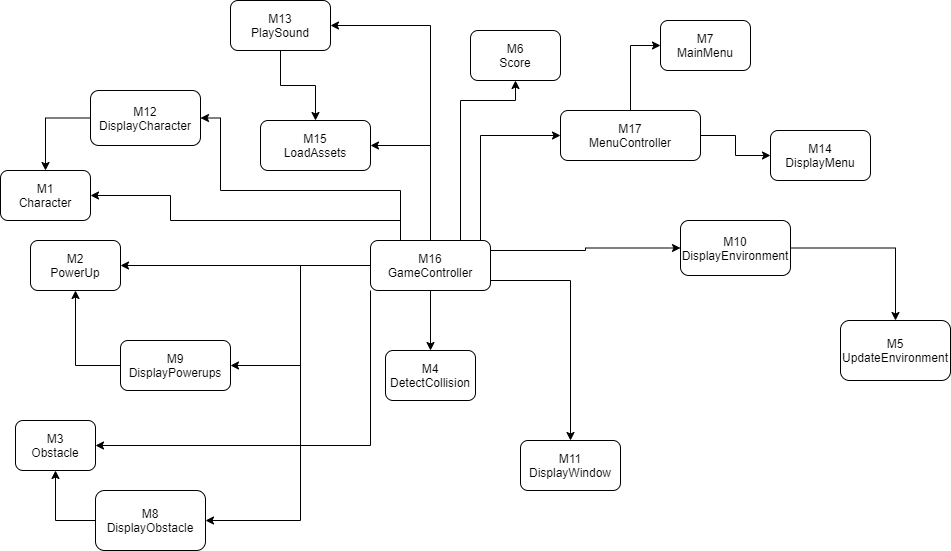 M13
PlaySound
M6
Score
M7
MainMenu
M12
DisplayCharacter
M15
LoadAssets
M17
MenuController
M14
DisplayMenu
M1
Character
M2
PowerUp
M16
GameController
M10
DisplayEnvironment
M9
DisplayPowerups
M4
DetectCollision
M5
UpdateEnvironment
M3
Obstacle
M11
DisplayWindow
M8
DisplayObstacle